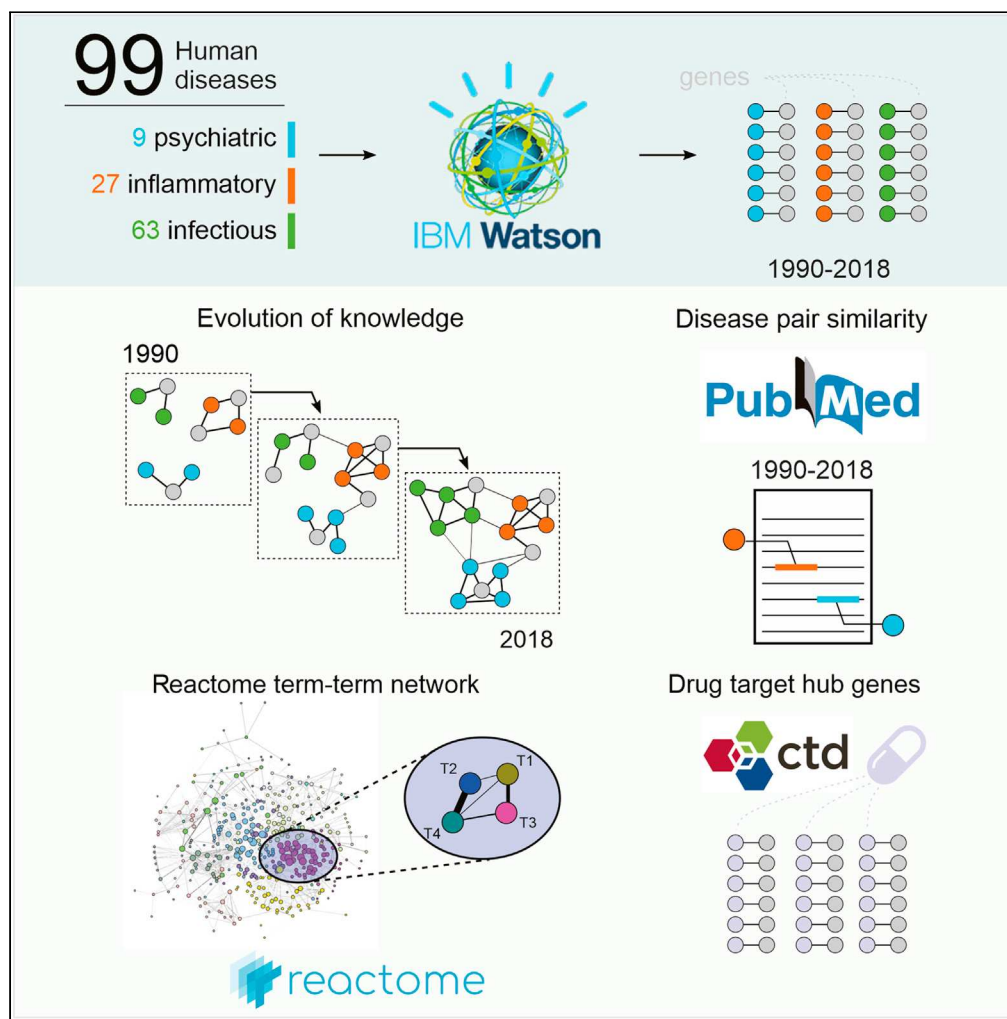 99 Human
diseases
9 psychiatric
27 inflammatory
63 infectious
IBM Watson
genes
1990-2018
Evolution of knowledge
1990
2018
Disease pair similarity
PubMed
1990-2018
Reactome term-term network
T2
T1
T4
T3
reactome
Drug target hub genes
ctd